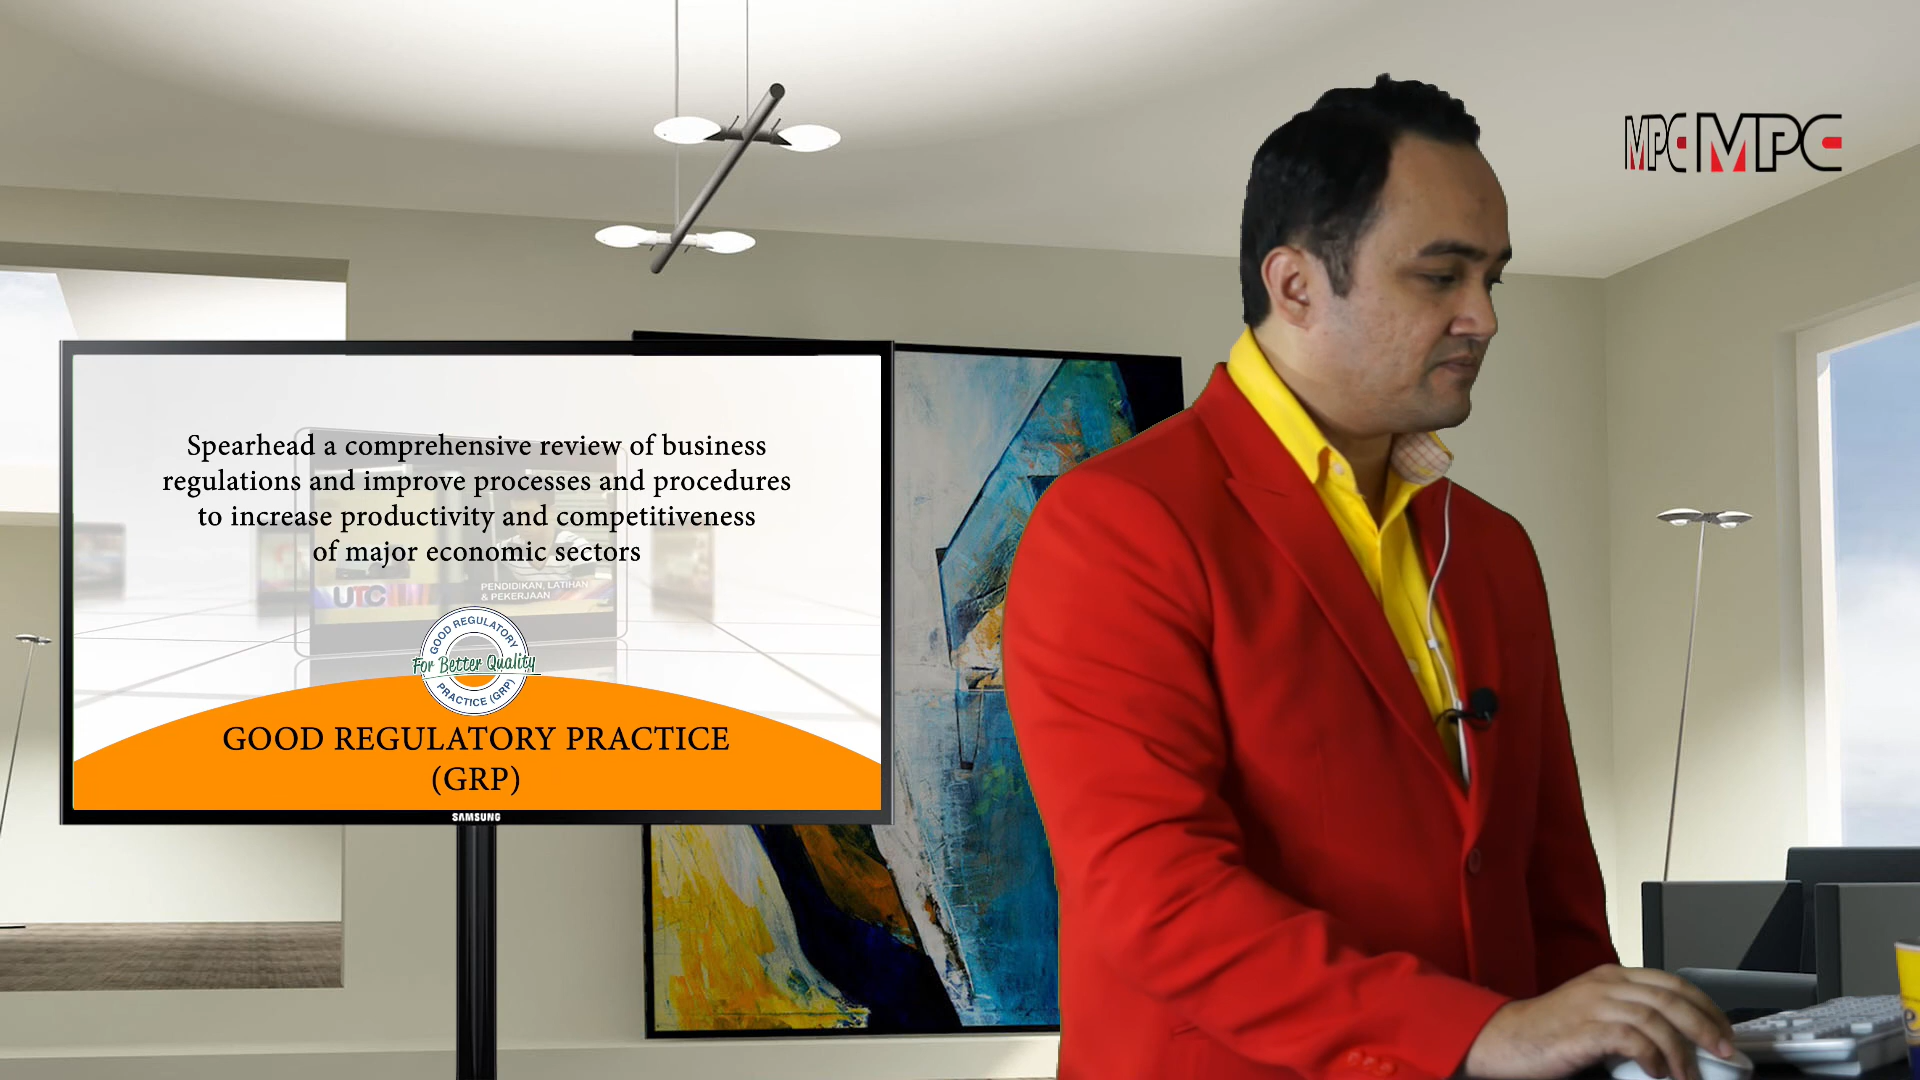 MPC MPC
Spearhead a comprehensive review of business
regulations and improve processes and procedures
to increase productivity and competitiveness
of major economic sectors
UTC
PENDIDIKAN, LATIHAN
& PEKERJAAN
GOOD REGULATORY
For Better Quality
PRACTICE (GRP)
GOOD REGULATORY PRACTICE
(GRP)
SAMSUNG